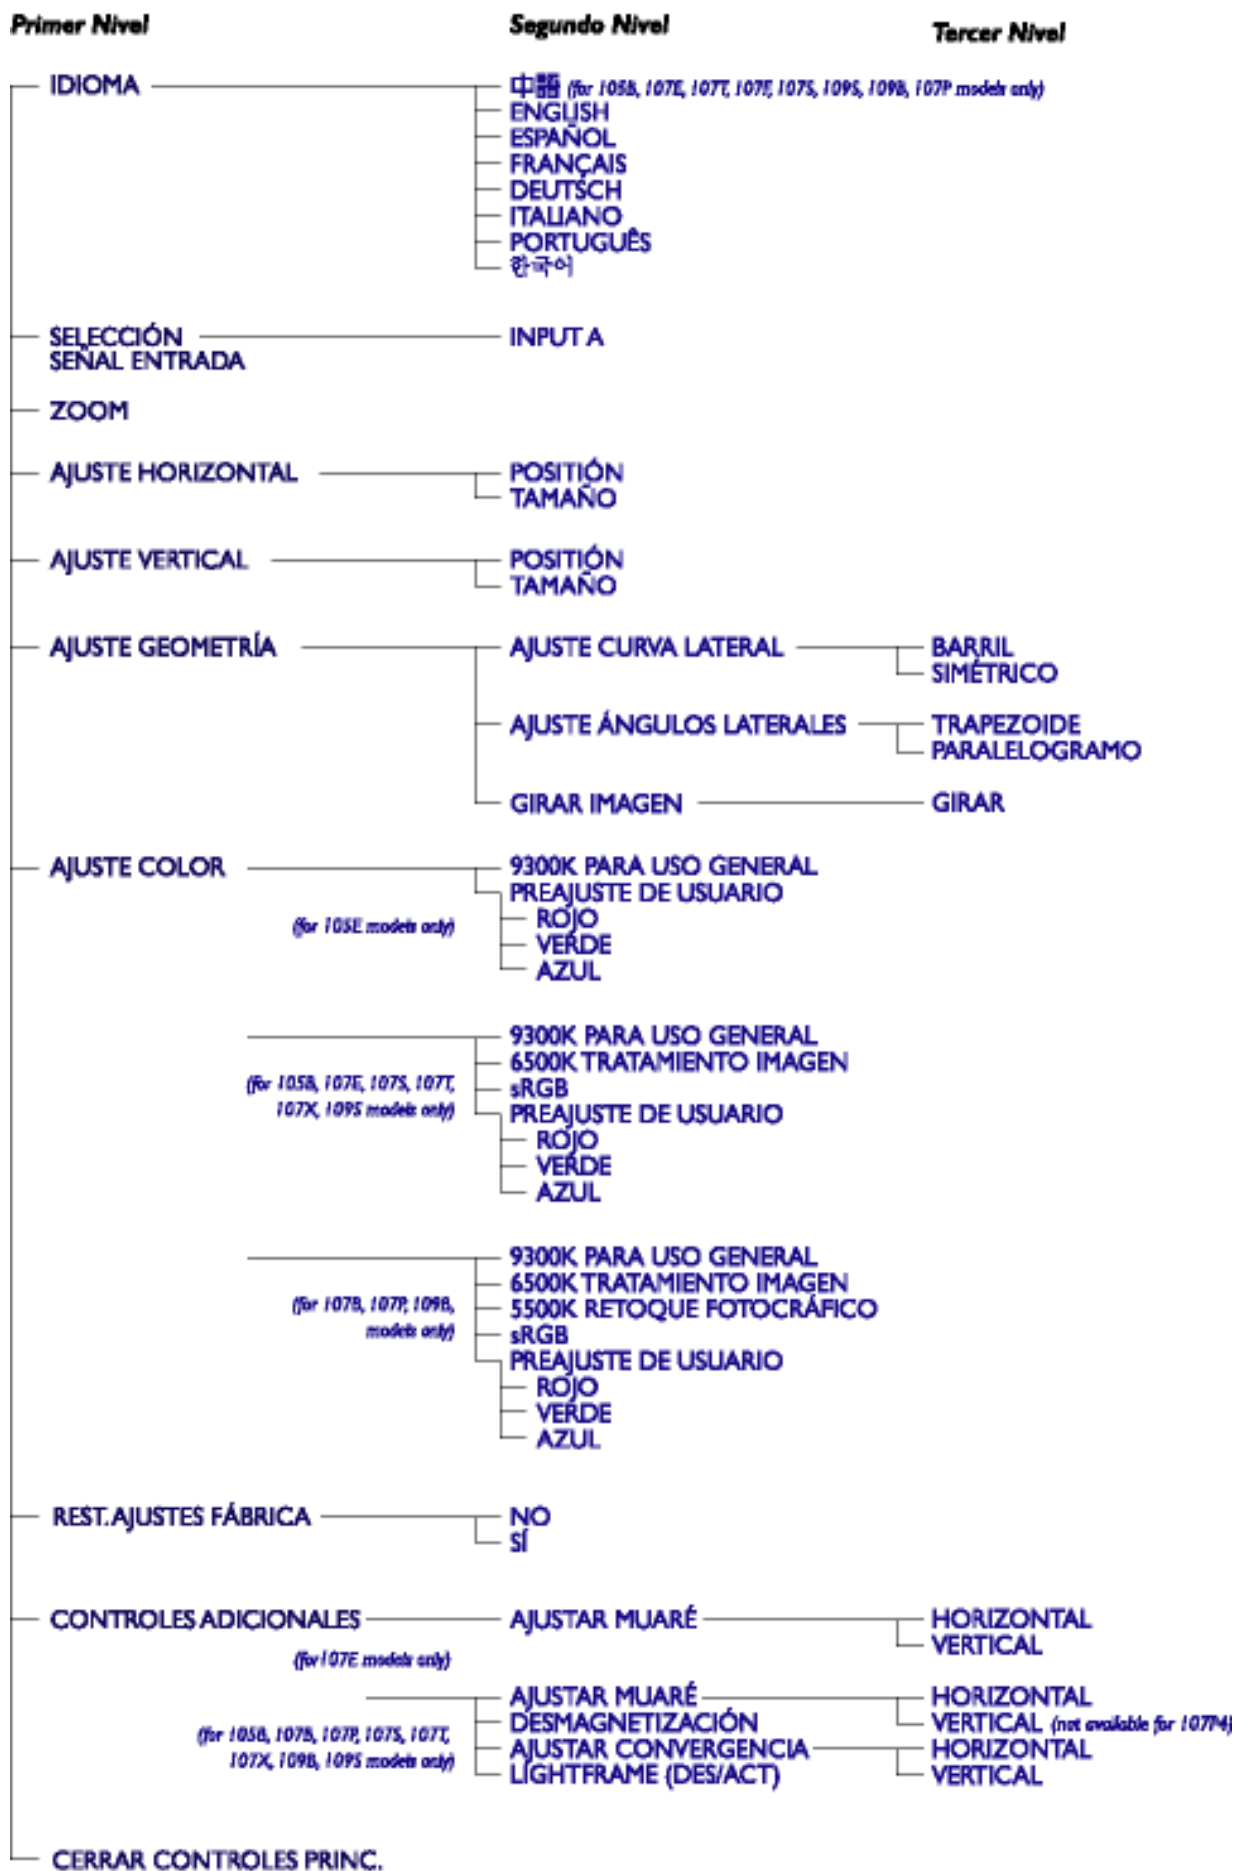 Primer Nivel Segundo Nivel Tercer Nivel
IDIOMA 中語 (for 105B, 107E, 107T, 107F, 107S, 109S, 109B, 107P models only)
ENGLISH
ESPAÑOL
FRANÇAIS
DEUTSCH
ITALIANO
PORTUGUÊS
한국어
SELECCIÓN INPUT A
SEÑAL ENTRADA
ZOOM
AJUSTE HORIZONTAL POSITIÓN
TAMAÑO
AJUSTE VERTICAL POSITIÓN
TAMAÑO
AJUSTE GEOMETRÍA AJUSTE CURVA LATERAL BARRIL
SIMÉTRICO
AJUSTE ÁNGULOS LATERALES TRAPEZOIDE
PARALELOGRAMO
GIRAR IMAGEN GIRAR
AJUSTE COLOR 9300K PARA USO GENERAL
PREAJUSTE DE USUARIO
(for 105E models only) ROJO
VERDE
AZUL
9300K PARA USO GENERAL
6500K TRATAMIENTO IMAGEN
(for 105B, 107E, 107S, 107T, sRGB
107X, 109S models only) PREAJUSTE DE USUARIO
ROJO
VERDE
AZUL
9300K PARA USO GENERAL
6500K TRATAMIENTO IMAGEN
(for 107B, 107P, 109B, 5500K RETOQUE FOTOCRÁFICO
models only) sRGB
PREAJUSTE DE USUARIO
ROJO
VERDE
AZUL
REST. AJUSTES FÁBRICA NO
SÍ
CONTROLES ADICIONALES AJUSTAR MUARÉ HORIZONTAL
VERTICAL
(for107E models only)
AJUSTAR MUARÉ HORIZONTAL
DESMAGNETIZACIÓN VERTICAL (not available for 107P4)
(for 105B, 107B, 107P, 107S, 107T, AJUSTAR CONVERGENCIA HORIZONTAL
107X, 109B, 109S models only) LIGHTFRAME (DES/ACT) VERTICAL
CERRAR CONTROLES PRINC.